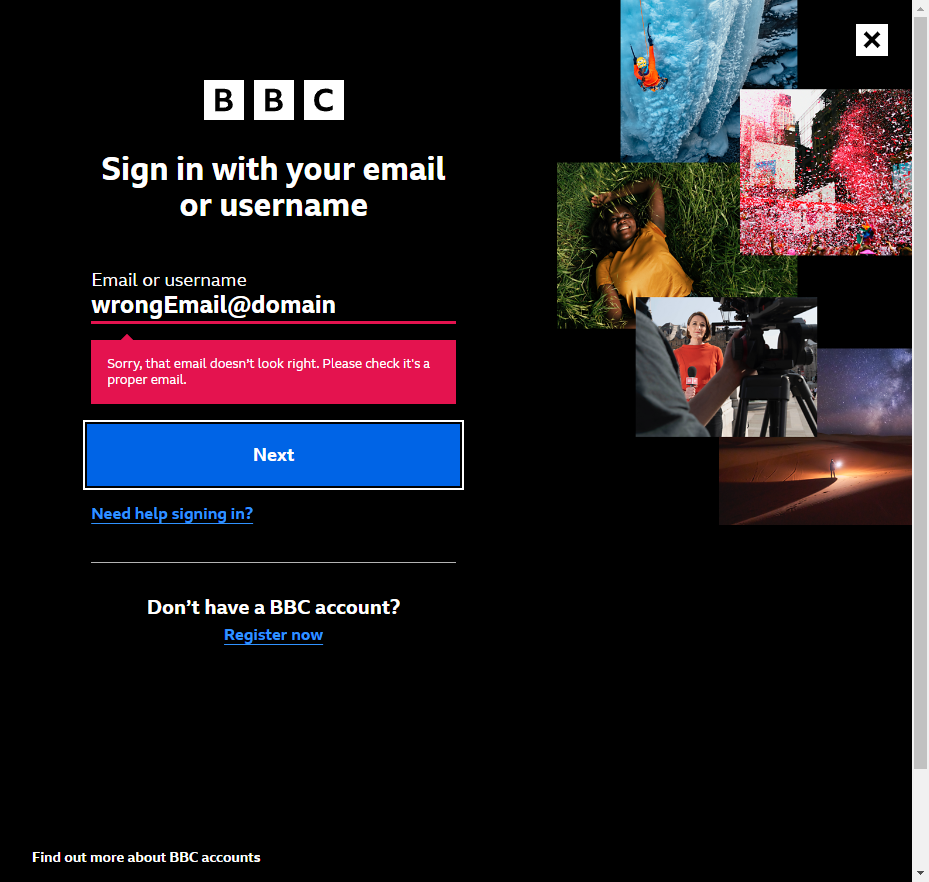 BBC
Sign in with your email
or username
Email or username
wrongEmail@domain
Sorry, that email doesn't look right. Please check it's a
proper email.
Next
Need help signing in?
Don't have a BBC account?
Register now
Find out more about BBC accounts